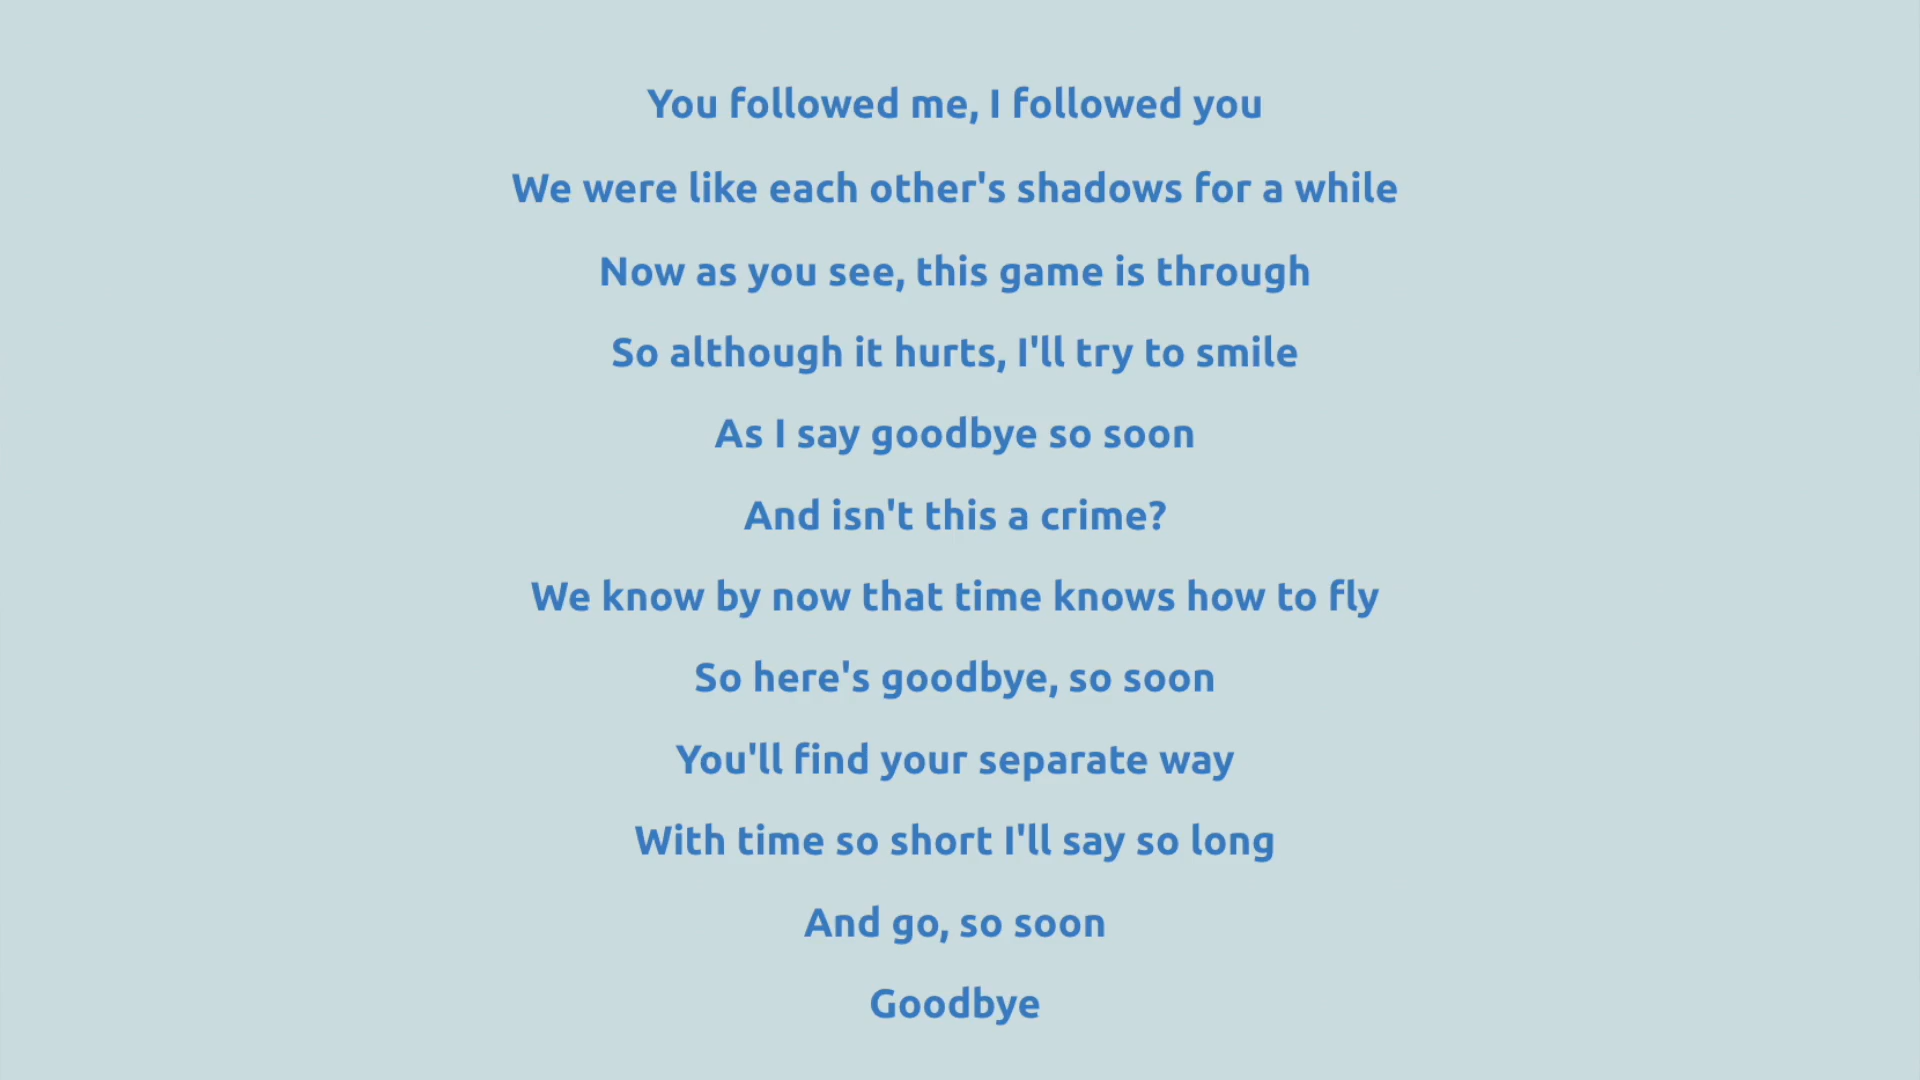 You followed me, I followed you
We were like each other's shadows for a while
Now as you see, this game is through
So although it hurts, I'll try to smile
As I say goodbye so soon
And isn't this a crime?
We know by now that time knows how to fly
So here's goodbye, so soon
You'll find your separate way
With time so short I'll say so long
And go, so soon
Goodbye